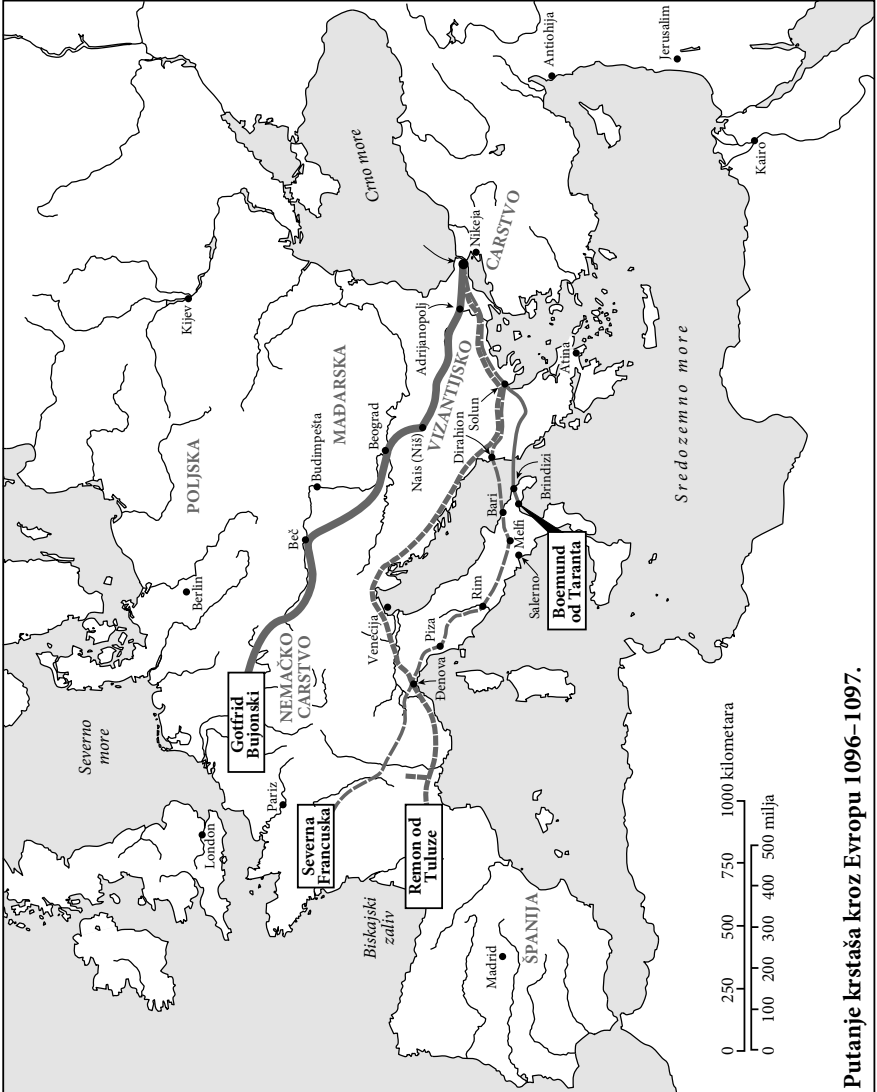 Severno
more
London
Pariz
Severna
Francuska
Biskajski
zaliv
Remon od
Tuluze
Madrid
ŠPANIJA
Gotfrid
Bujonski
NEMAČKO
CARSTVO
Berlin
POLJSKA
Kijev
Beč
Budimpešta
MAĐARSKA
Beograd
Nais (Niš)
Adrijanopolj
VIZANTIJSKO
CARSTVO
Nikeja
Crno more
Venecija
Đenova
Piza
Rim
Salerno
Melfi
Bari
Brindizi
Boemund
od Taranta
Dirahion
Solun
Atina
Antiohija
Jerusalim
Kairo
Sredozemno more
0 250 500 750 1000 kilometara
0 100 200 300 400 500 milja
Putanje krstaša kroz Evropu 1096–1097.